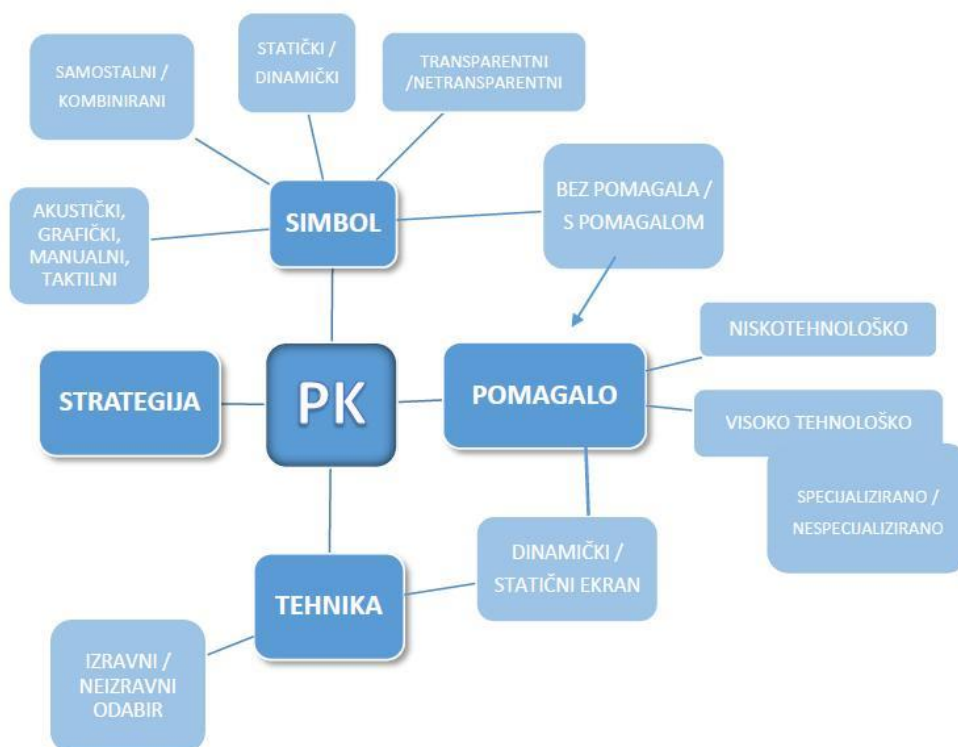 SAMOSTALNI /
KOMBINIRANI
STATIČKI /
DINAMIČKI
TRANSPARENTNI
/NETRANSPARENTNI
AKUSTIČKI,
GRAFIČKI,
MANUALNI,
TAKTILNI
SIMBOL
BEZ POMAGALA /
S POMAGALOM
STRATEGIJA
PK
POMAGALO
NISKOTEHNOLOŠKO
VISOKO TEHNOLOŠKO
SPECIJALIZIRANO /
NESPECIJALIZIRANO
TEHNIKA
DINAMIČKI /
STATIČNI EKRAN
IZRAVNI /
NEIZRAVNI
ODABIR